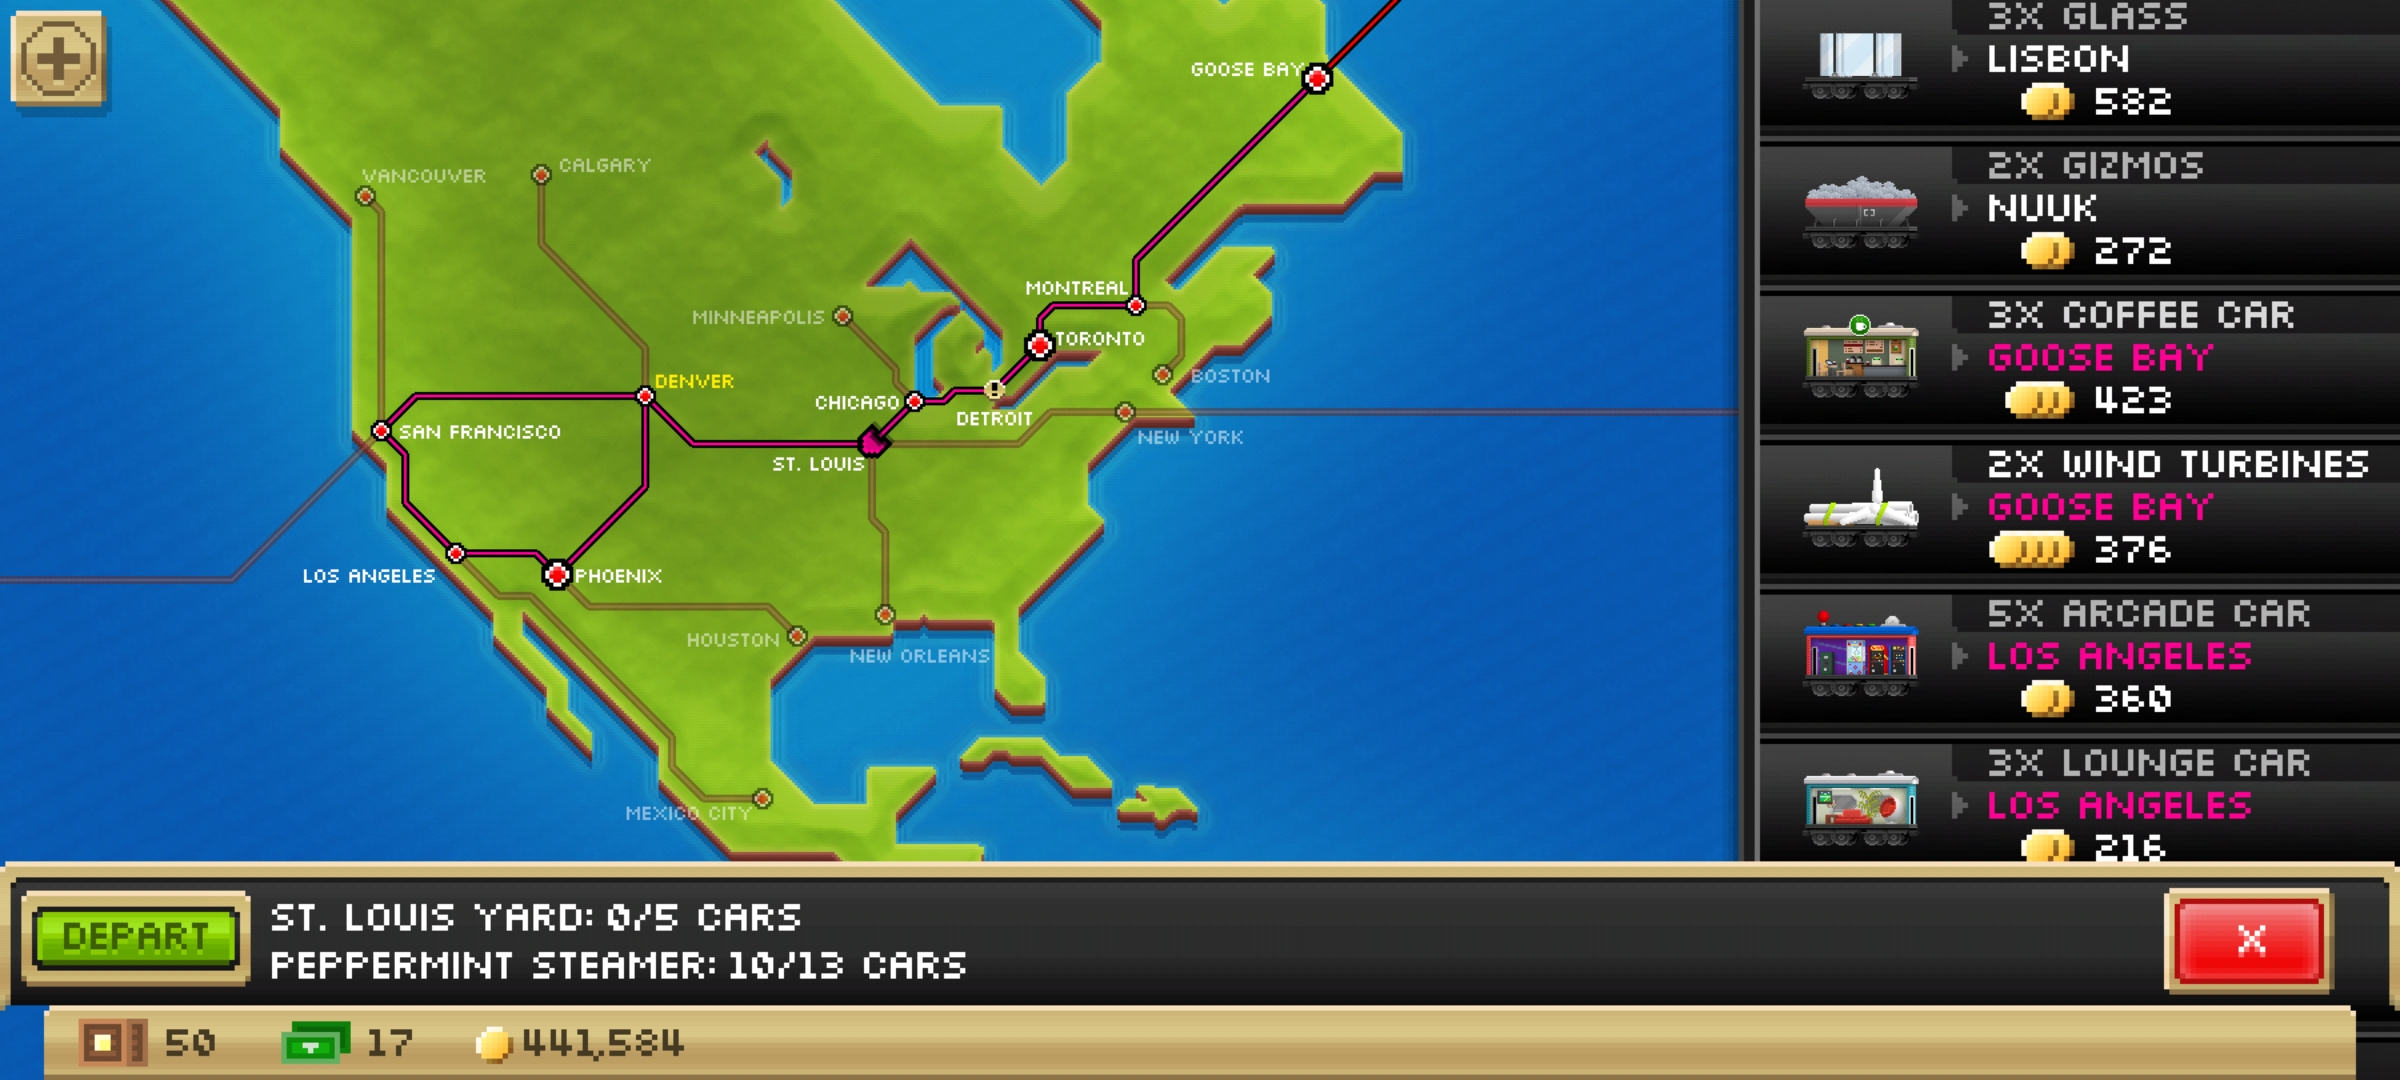 GOOSE BAY
VANCOUVER
CALGARY
MINNEAPOLIS
MONTREAL
TORONTO
BOSTON
DENVER
CHICAGO
DETROIT
SAN FRANCISCO
NEW YORK
ST. LOUIS
LOS ANGELES
PHOENIX
HOUSTON
NEW ORLEANS
MEXICO CITY
3X GLASS
LISBON
582
2X GIZMOS
NUUK
272
3X COFFEE CAR
GOOSE BAY
423
2X WIND TURBINES
GOOSE BAY
376
5X ARCADE CAR
LOS ANGELES
360
3X LOUNGE CAR
LOS ANGELES
216
DEPART
ST. LOUIS YARD: 0/5 CARS
PEPPERMINT STEAMER: 10/13 CARS
X
50
17
441,584